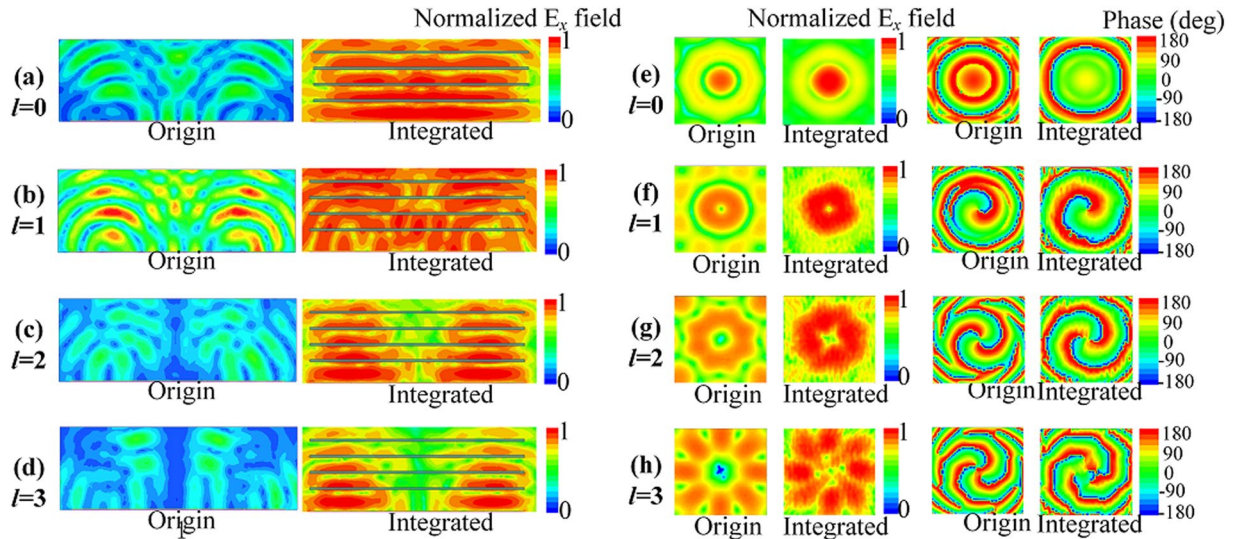 Normalized Ex field
Normalized Ex field
Phase (deg)
(a)
l=0
Origin
Integrated
1
0
(e)
l=0
Origin
Integrated
1
0
Origin
Integrated
180
90
0
-90
-180
(b)
l=1
Origin
Integrated
1
0
(f)
l=1
Origin
Integrated
1
0
Origin
Integrated
180
90
0
-90
-180
(c)
l=2
Origin
Integrated
1
0
(g)
l=2
Origin
Integrated
1
0
Origin
Integrated
180
90
0
-90
-180
(d)
l=3
Origin
Integrated
1
0
(h)
l=3
Origin
Integrated
1
0
Origin
Integrated
180
90
0
-90
-180